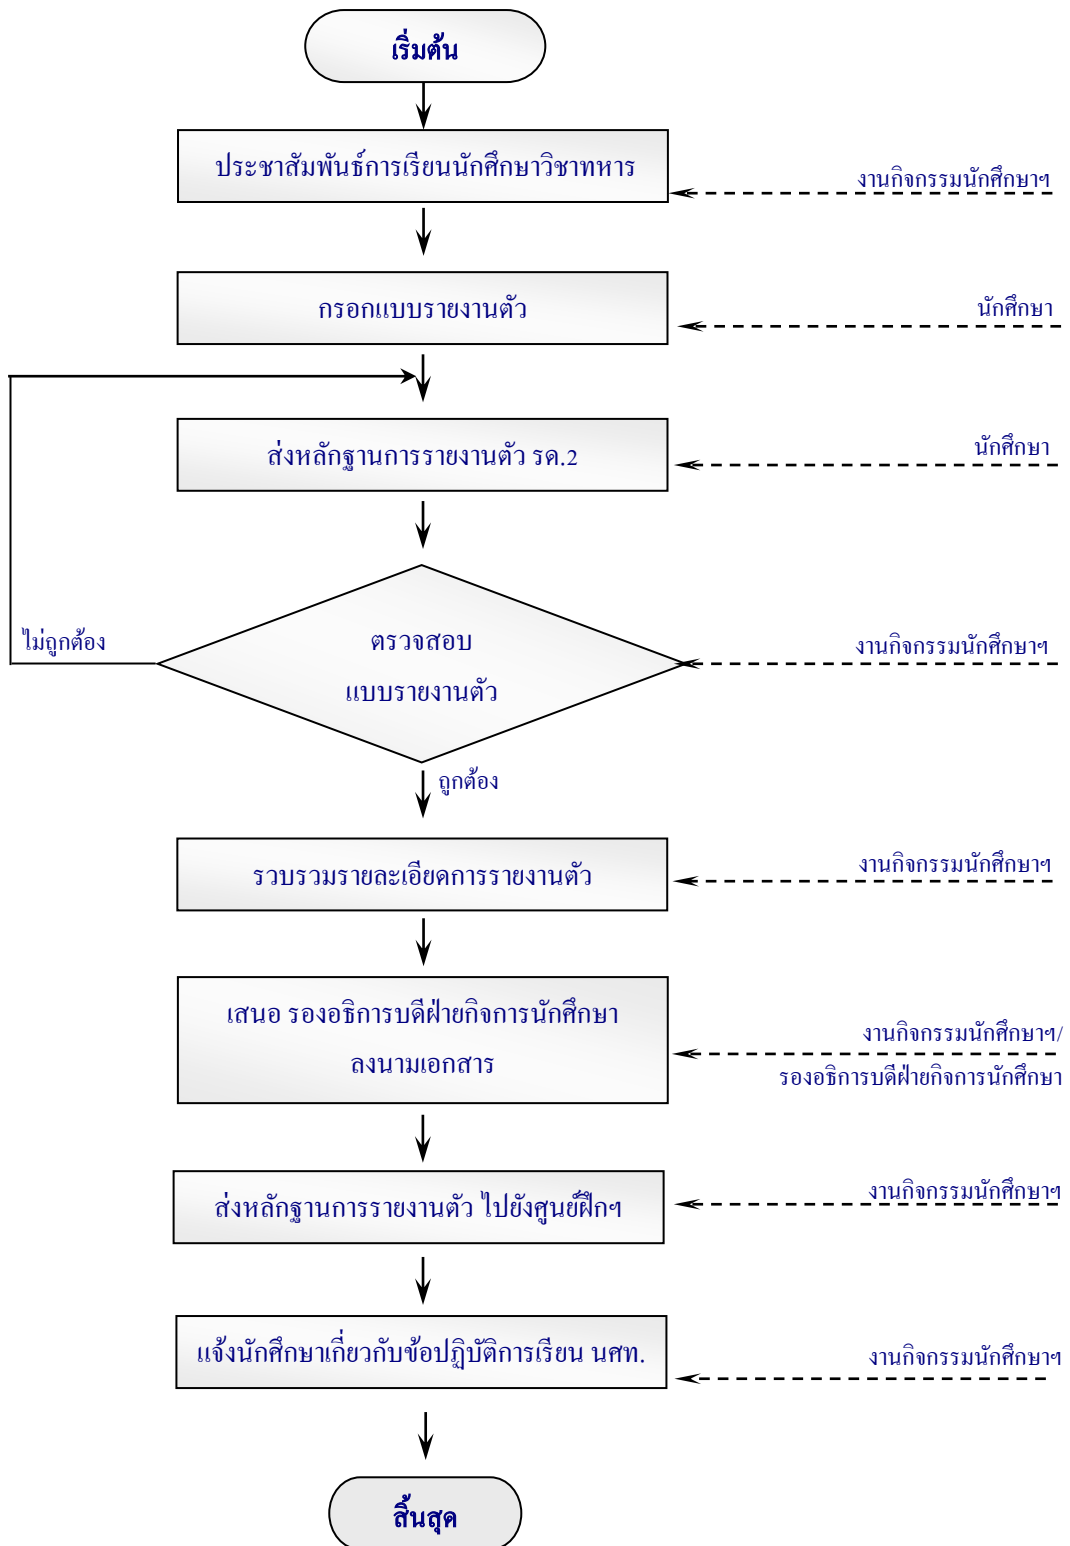 เริ่มต้น
ประชาสัมพันธ์การเรียนนักศึกษาวิชาทหาร
งานกิจกรรมนักศึกษาฯ
กรอกแบบรายงานตัว
นักศึกษา
ส่งหลักฐานการรายงานตัว รด.2
นักศึกษา
ไม่ถูกต้อง
ตรวจสอบ
แบบรายงานตัว
งานกิจกรรมนักศึกษาฯ
ถูกต้อง
รวบรวมรายละเอียดการรายงานตัว
งานกิจกรรมนักศึกษาฯ
เสนอ รองอธิการบดีฝ่ายกิจการนักศึกษา
ลงนามเอกสาร
งานกิจกรรมนักศึกษาฯ/
รองอธิการบดีฝ่ายกิจการนักศึกษา
ส่งหลักฐานการรายงานตัว ไปยังศูนย์ฝึกฯ
งานกิจกรรมนักศึกษาฯ
แจ้งนักศึกษาเกี่ยวกับข้อปฏิบัติการเรียน นศท.
งานกิจกรรมนักศึกษาฯ
สิ้นสุด